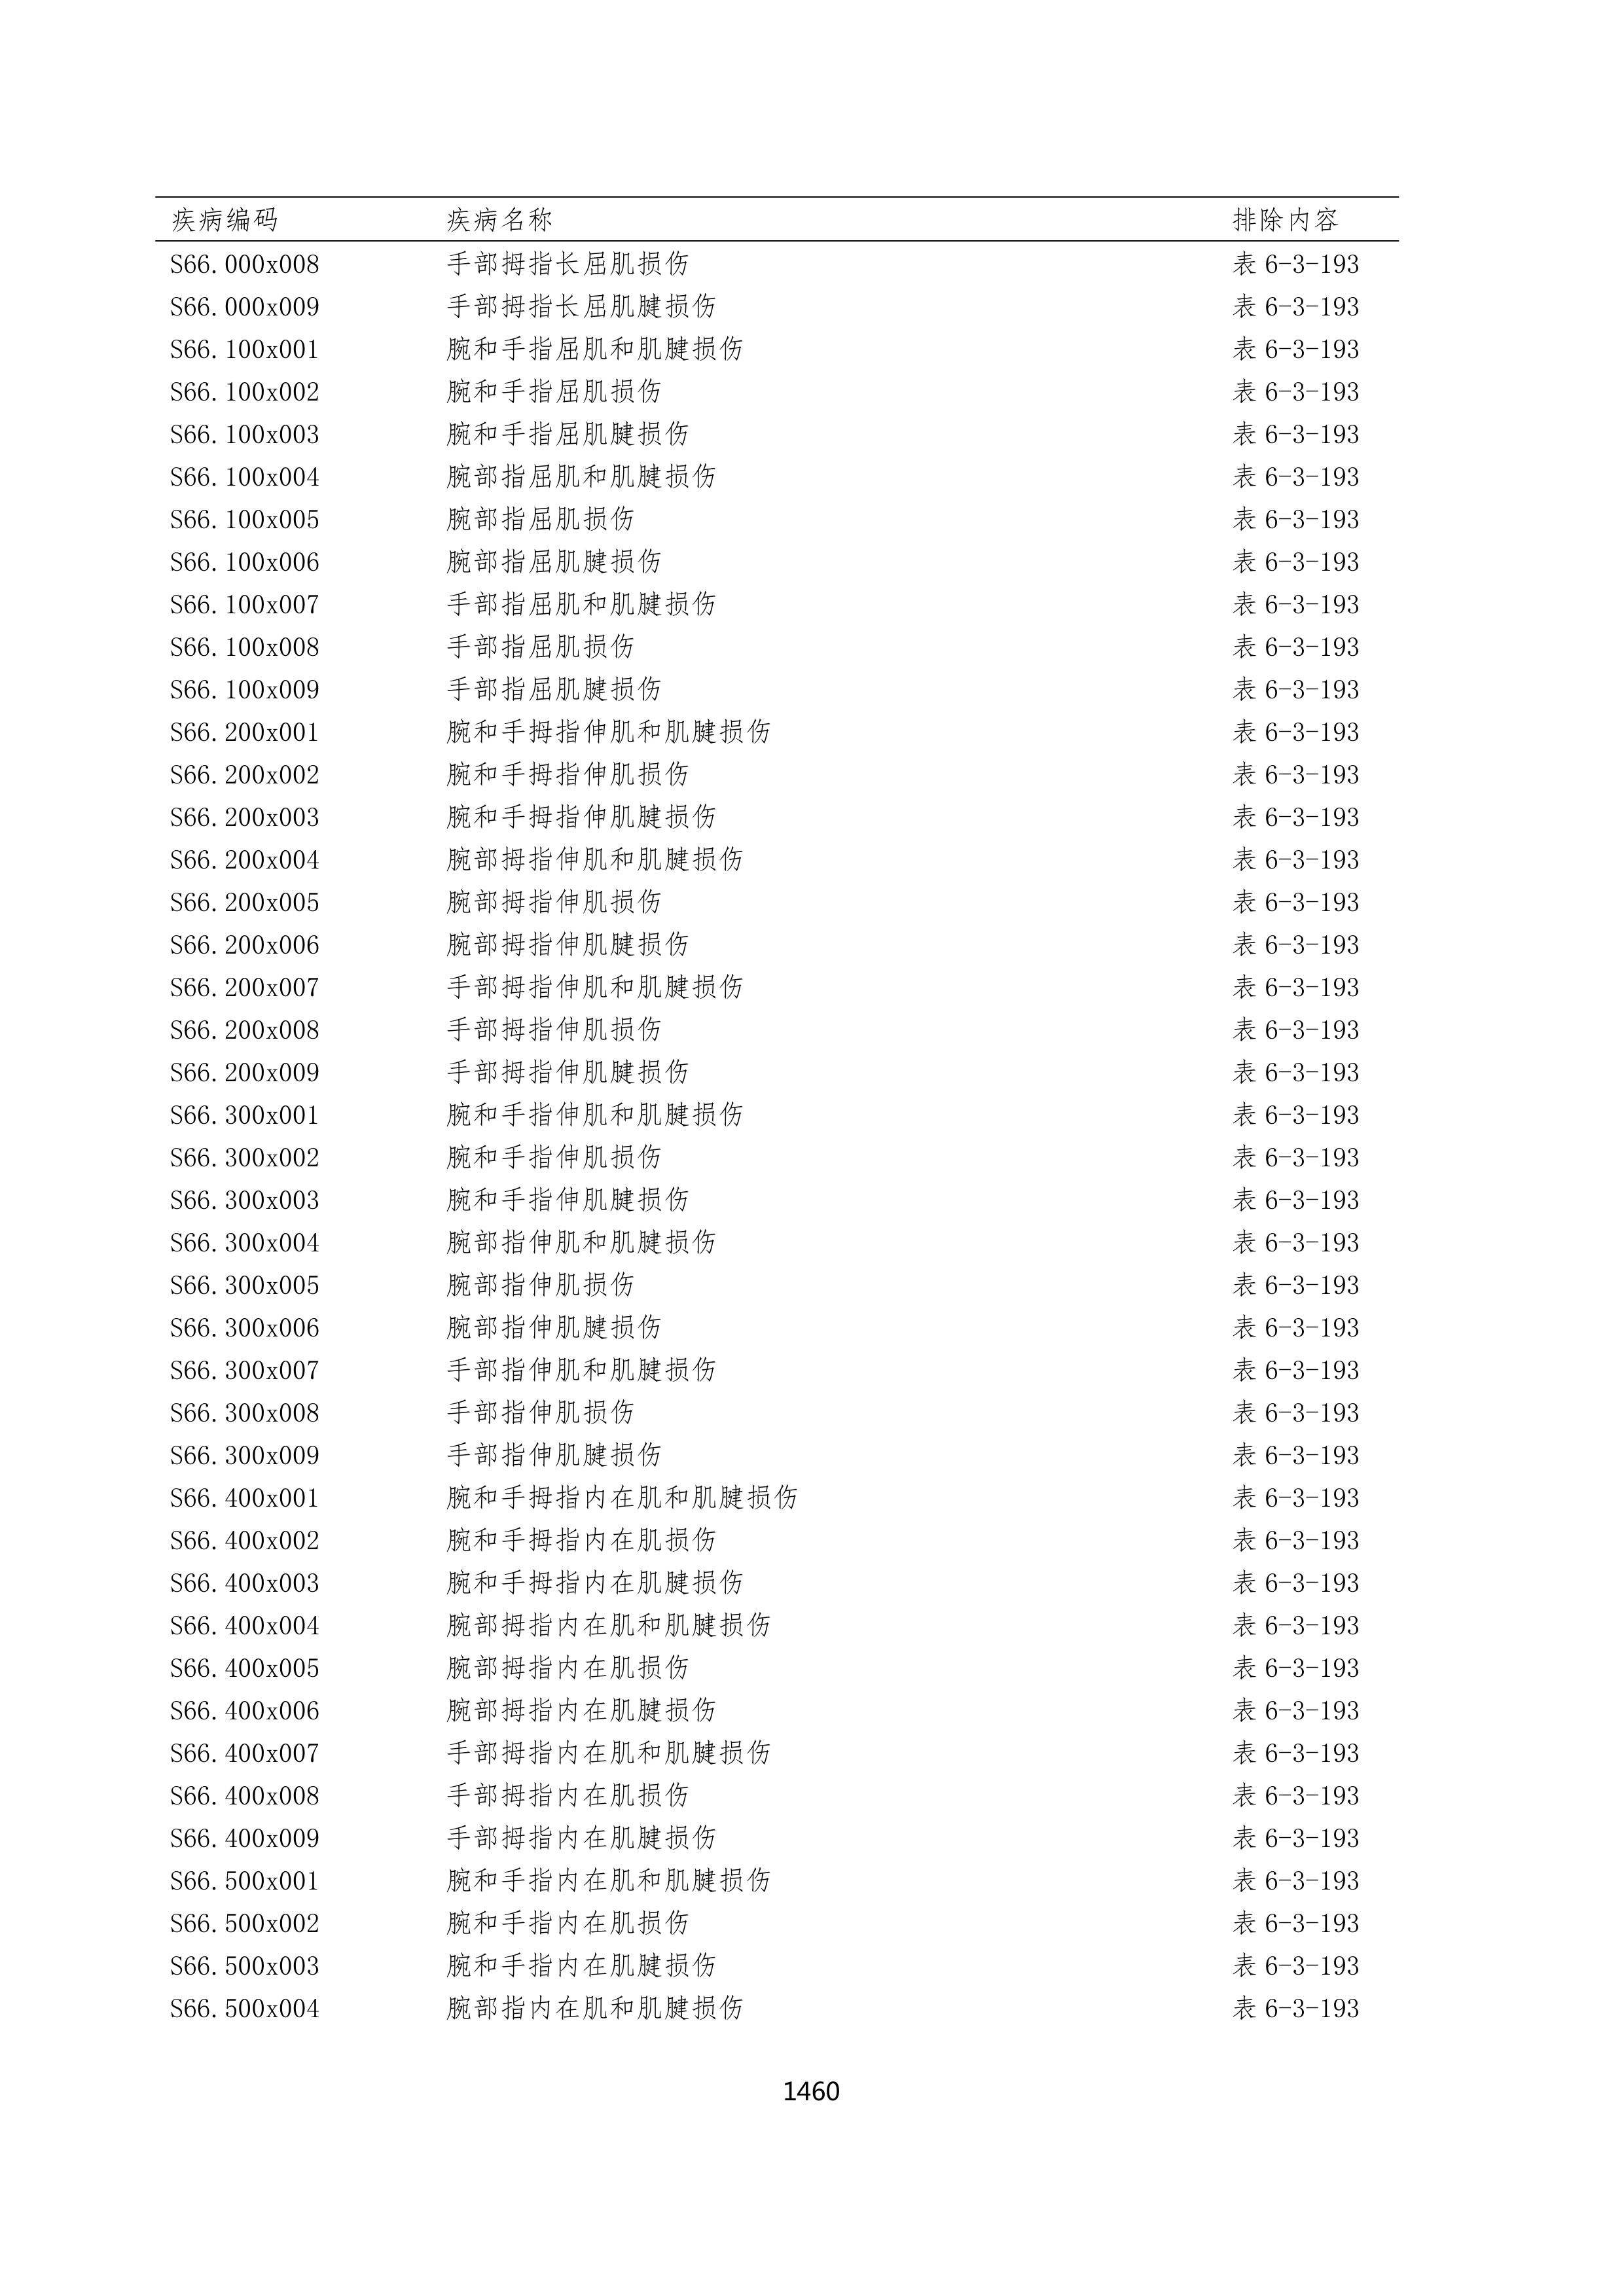 疾病编码 疾病名称 排除内容
S66.000x008 手部拇指长屈肌损伤 表 6-3-193
S66.000x009 手部拇指长屈肌腱损伤 表 6-3-193
S66.100x001 腕和手指屈肌和肌腱损伤 表 6-3-193
S66.100x002 腕和手指屈肌损伤 表 6-3-193
S66.100x003 腕和手指屈肌腱损伤 表 6-3-193
S66.100x004 腕部指屈肌和肌腱损伤 表 6-3-193
S66.100x005 腕部指屈肌损伤 表 6-3-193
S66.100x006 腕部指屈肌腱损伤 表 6-3-193
S66.100x007 手部指屈肌和肌腱损伤 表 6-3-193
S66.100x008 手部指屈肌损伤 表 6-3-193
S66.100x009 手部指屈肌腱损伤 表 6-3-193
S66.200x001 腕和手拇指伸肌和肌腱损伤 表 6-3-193
S66.200x002 腕和手拇指伸肌损伤 表 6-3-193
S66.200x003 腕和手拇指伸肌腱损伤 表 6-3-193
S66.200x004 腕部拇指伸肌和肌腱损伤 表 6-3-193
S66.200x005 腕部拇指伸肌损伤 表 6-3-193
S66.200x006 腕部拇指伸肌腱损伤 表 6-3-193
S66.200x007 手部拇指伸肌和肌腱损伤 表 6-3-193
S66.200x008 手部拇指伸肌损伤 表 6-3-193
S66.200x009 手部拇指伸肌腱损伤 表 6-3-193
S66.300x001 腕和手指伸肌和肌腱损伤 表 6-3-193
S66.300x002 腕和手指伸肌损伤 表 6-3-193
S66.300x003 腕和手指伸肌腱损伤 表 6-3-193
S66.300x004 腕部指伸肌和肌腱损伤 表 6-3-193
S66.300x005 腕部指伸肌损伤 表 6-3-193
S66.300x006 腕部指伸肌腱损伤 表 6-3-193
S66.300x007 手部指伸肌和肌腱损伤 表 6-3-193
S66.300x008 手部指伸肌损伤 表 6-3-193
S66.300x009 手部指伸肌腱损伤 表 6-3-193
S66.400x001 腕和手拇指内在肌和肌腱损伤 表 6-3-193
S66.400x002 腕和手拇指内在肌损伤 表 6-3-193
S66.400x003 腕和手拇指内在肌腱损伤 表 6-3-193
S66.400x004 腕部拇指内在肌和肌腱损伤 表 6-3-193
S66.400x005 腕部拇指内在肌损伤 表 6-3-193
S66.400x006 腕部拇指内在肌腱损伤 表 6-3-193
S66.400x007 手部拇指内在肌和肌腱损伤 表 6-3-193
S66.400x008 手部拇指内在肌损伤 表 6-3-193
S66.400x009 手部拇指内在肌腱损伤 表 6-3-193
S66.500x001 腕和手指内在肌和肌腱损伤 表 6-3-193
S66.500x002 腕和手指内在肌损伤 表 6-3-193
S66.500x003 腕和手指内在肌腱损伤 表 6-3-193
S66.500x004 腕部指内在肌和肌腱损伤 表 6-3-193
1460